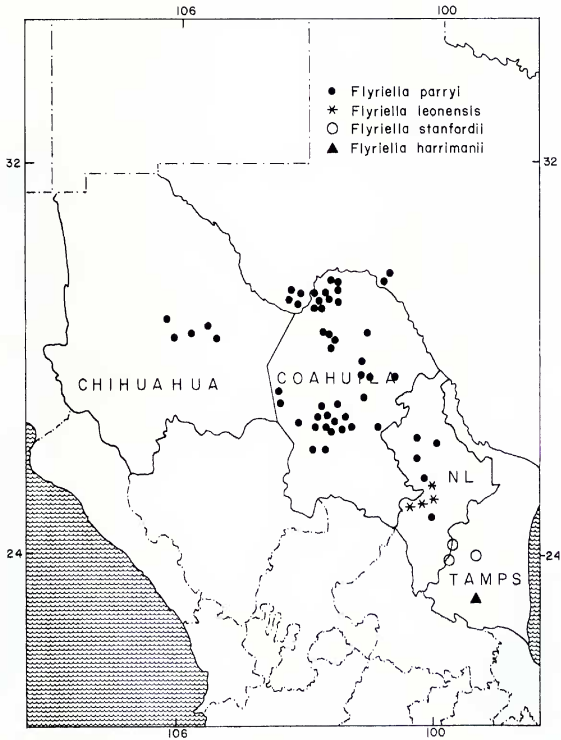 106 100
Flyriella parryi
Flyriella leonensis
Flyriella stanfordii
Flyriella harrimanii
32 32
CHIHUAHUA COAHUILA
NL
24 24
TAMPS
106 100